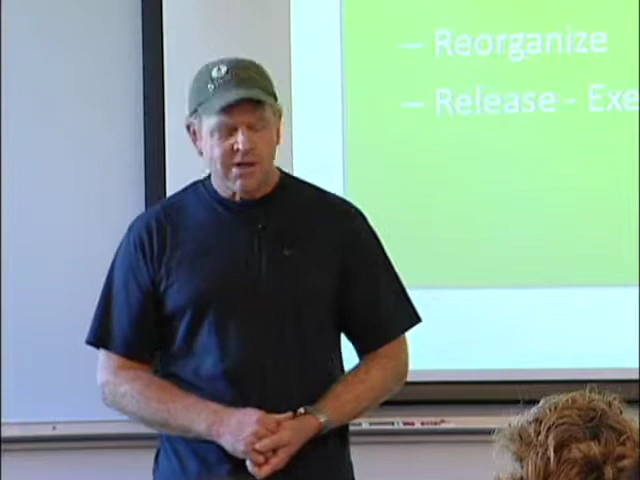 – Reorganize
– Release - Exe